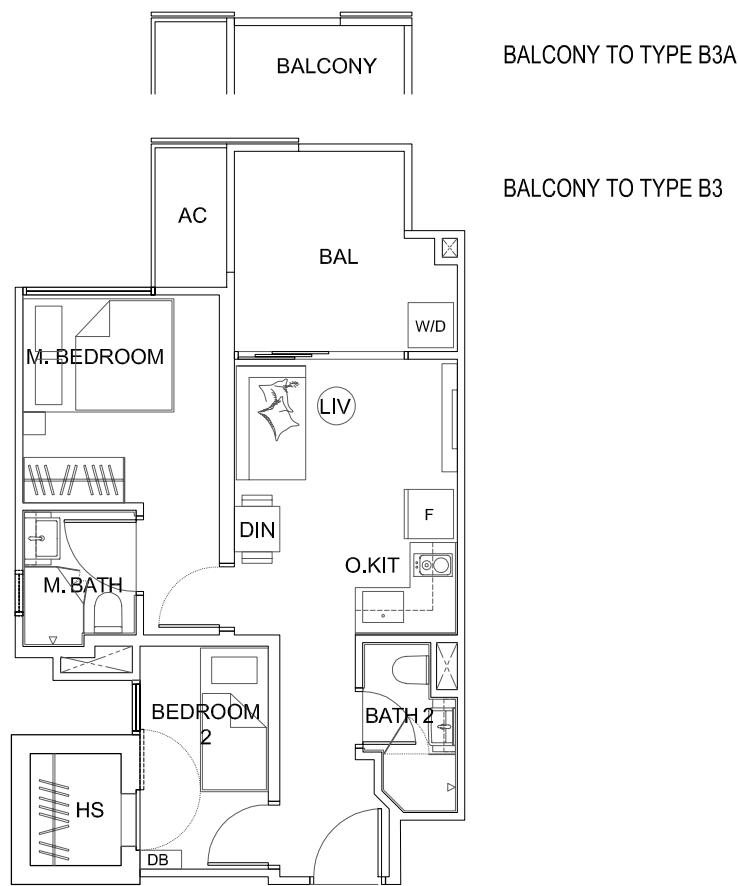 BALCONY TO TYPE B3A
BALCONY
BALCONY TO TYPE B3
AC
BAL
W/D
M. BEDROOM
LIV
F
DIN
O.KIT
M. BATH
BEDROOM
2
BATH 2
HS
DB